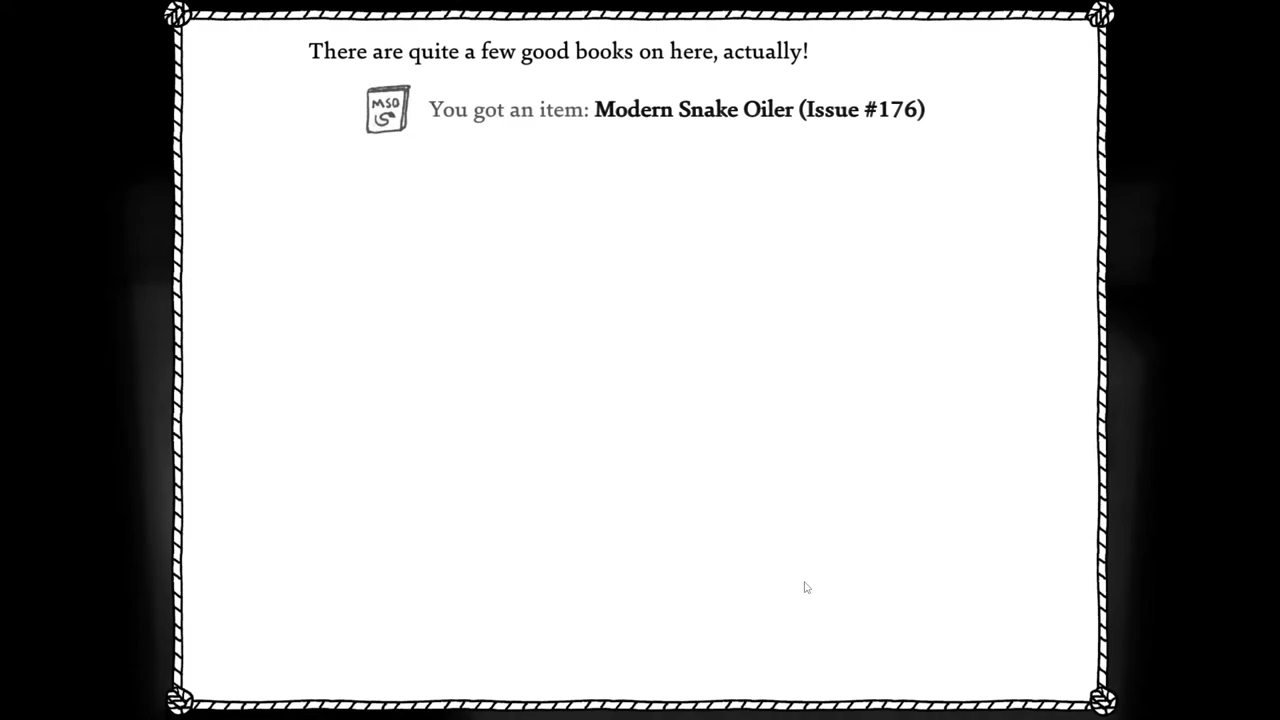 There are quite a few good books on here, actually!
MSO
You got an item: Modern Snake Oiler (Issue #176)